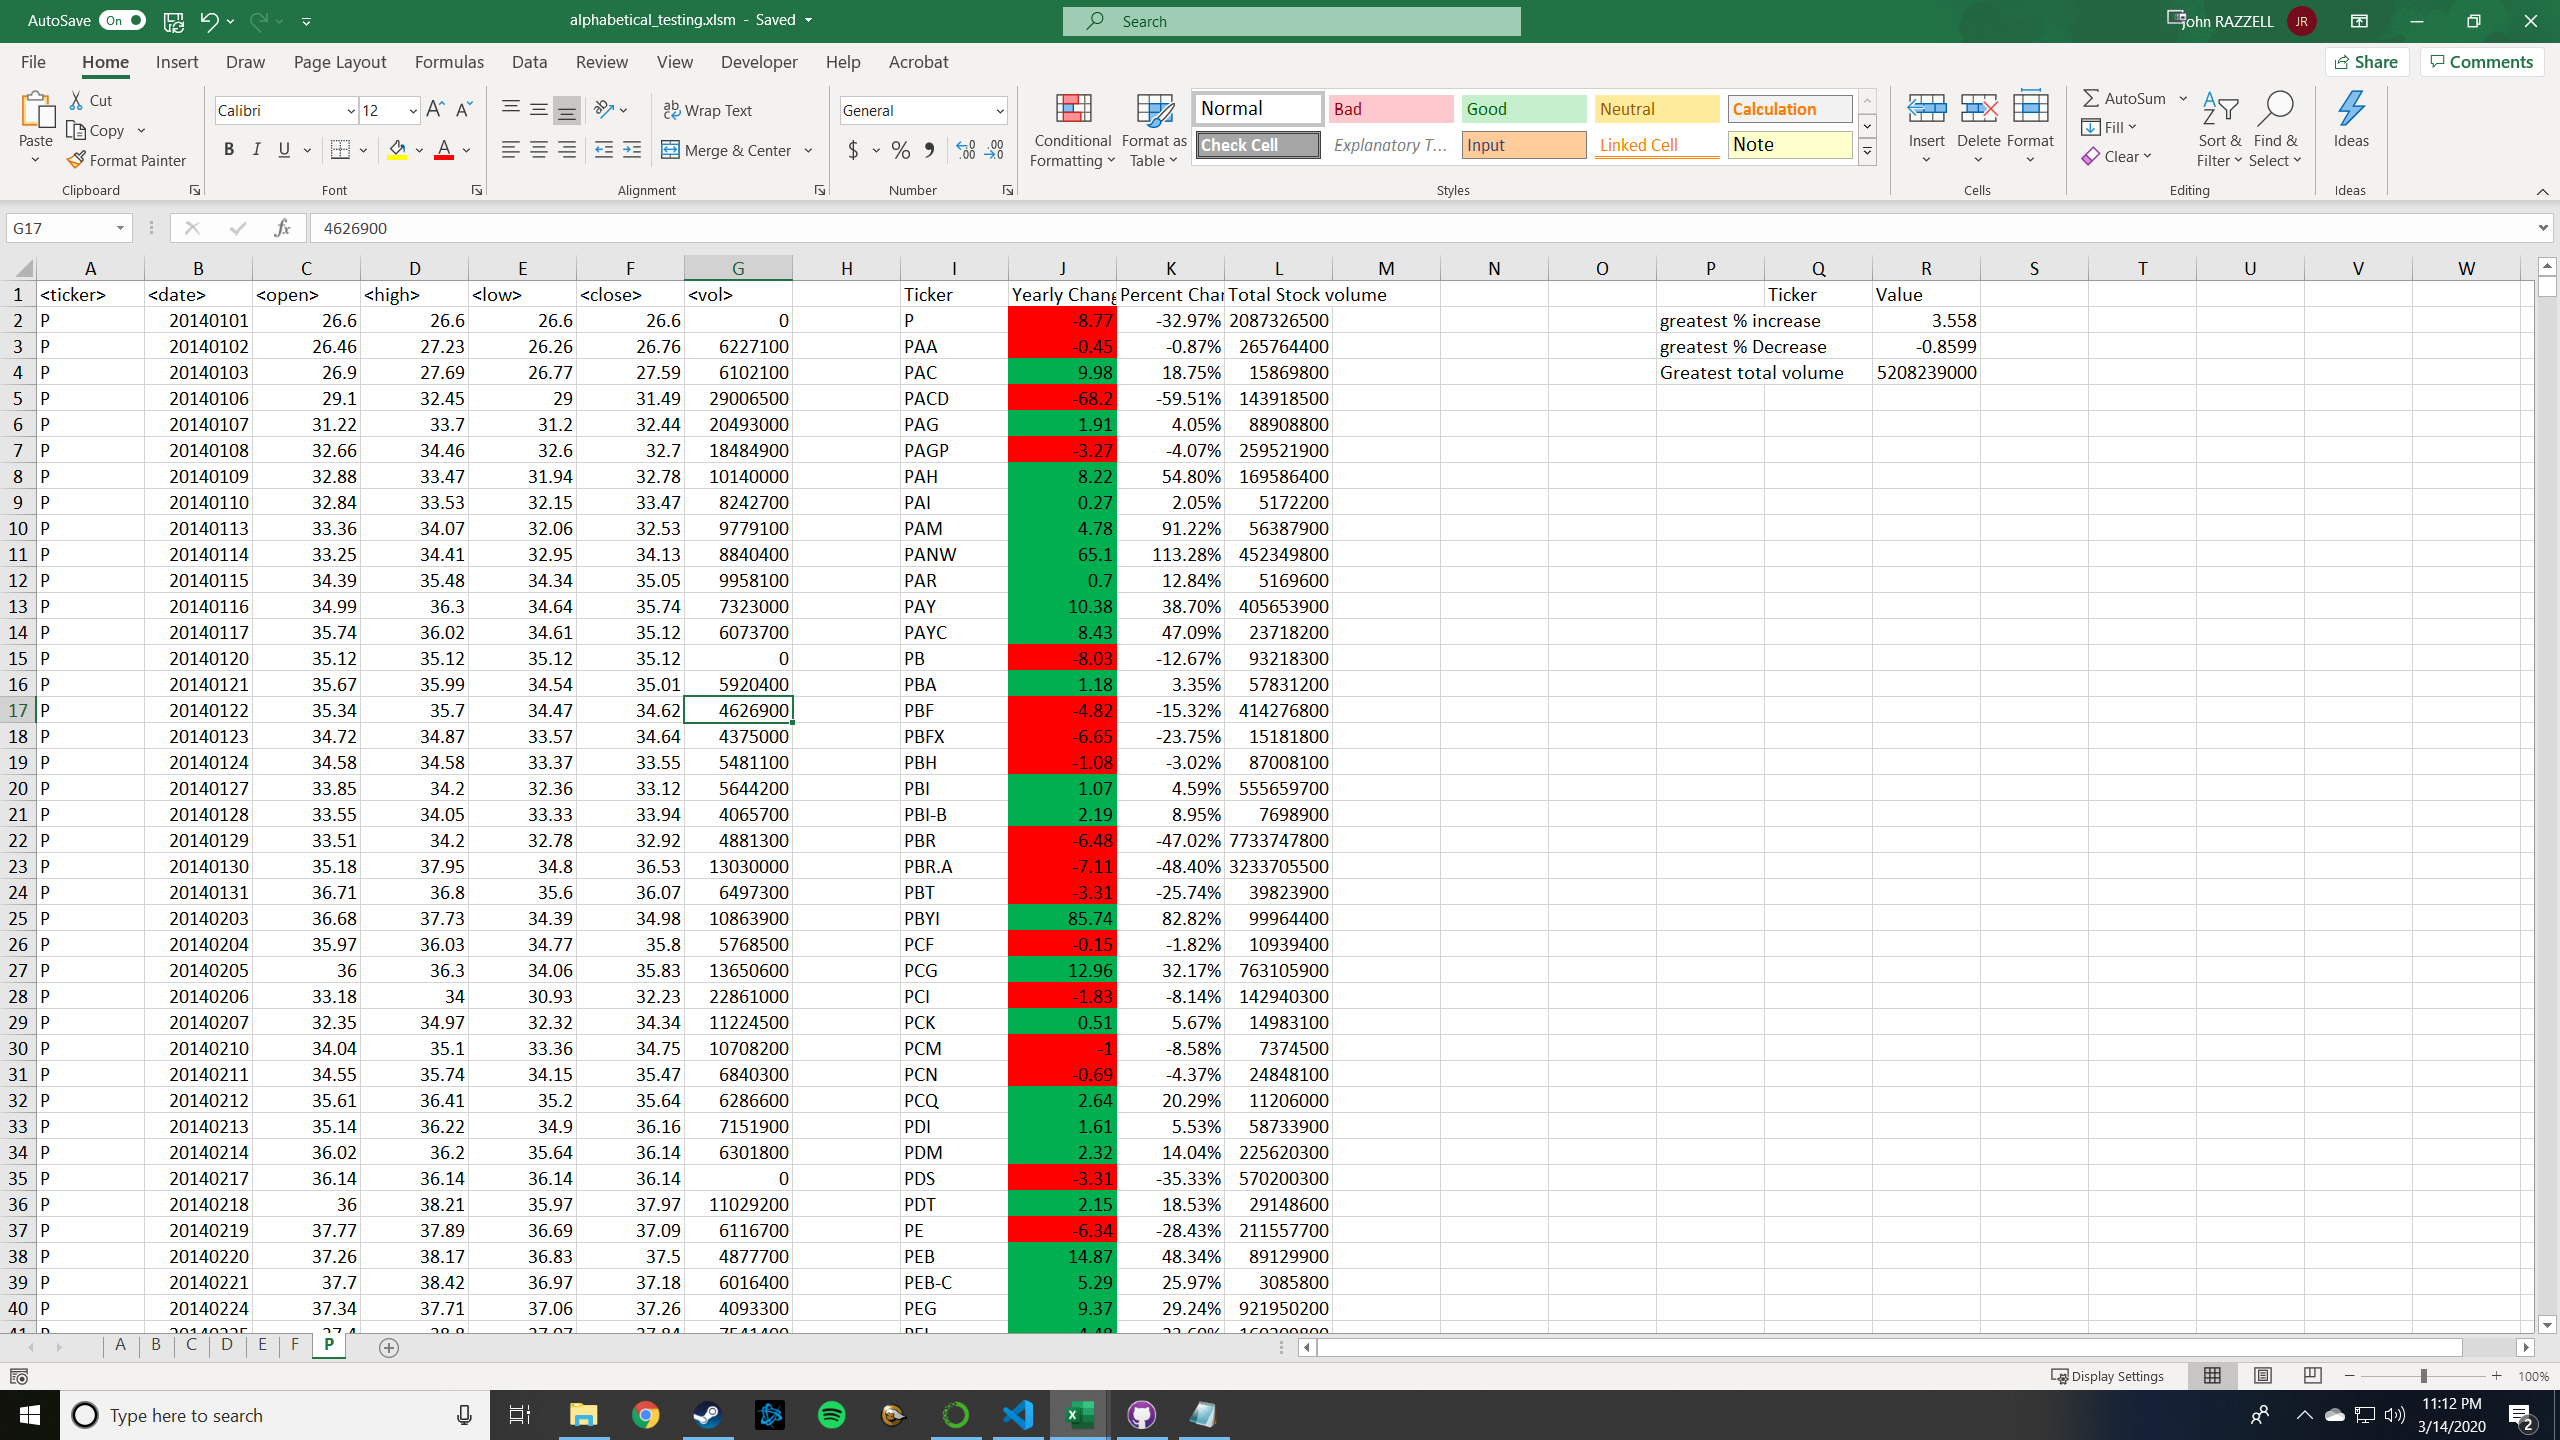 AutoSave On alphabetical_testing.xlsm - Saved Search John RAZZELL JR
File Home Insert Draw Page Layout Formulas Data Review View Developer Help Acrobat Share Comments
Cut
Copy
Format Painter
Paste
Clipboard
Calibri 12
B I U
Font
Wrap Text
Merge & Center
Alignment
General
$ % 9
Number
Conditional Formatting
Format as Table
Normal Bad Good Neutral Calculation
Check Cell Explanatory T... Input Linked Cell Note
Styles
Insert Delete Format
Cells
AutoSum
Fill
Clear
Sort & Filter
Find & Select
Editing
Ideas
Ideas
G17 fx 4626900
A B C D E F G H I J K L M N O P Q R S T U V W
1 <ticker> <date> <open> <high> <low> <close> <vol> Ticker Yearly Chang Percent Char Total Stock volume Ticker Value
2 P 20140101 26.6 26.6 26.6 26.6 0 P -8.77 -32.97% 2087326500 greatest % increase 3.558
3 P 20140102 26.46 27.23 26.26 26.76 6227100 PAA -0.45 -0.87% 265764400 greatest % Decrease -0.8599
4 P 20140103 26.9 27.69 26.77 27.59 6102100 PAC 9.98 18.75% 15869800 Greatest total volume 5208239000
5 P 20140106 29.1 32.45 29 31.49 29006500 PACD -68.2 -59.51% 143918500
6 P 20140107 31.22 33.7 31.2 32.44 20493000 PAG 1.91 4.05% 88908800
7 P 20140108 32.66 34.46 32.6 32.7 18484900 PAGP -3.27 -4.07% 259521900
8 P 20140109 32.88 33.47 31.94 32.78 10140000 PAH 8.22 54.80% 169586400
9 P 20140110 32.84 33.53 32.15 33.47 8242700 PAI 0.27 2.05% 5172200
10 P 20140113 33.36 34.07 32.06 32.53 9779100 PAM 4.78 91.22% 56387900
11 P 20140114 33.25 34.41 32.95 34.13 8840400 PANW 65.1 113.28% 452349800
12 P 20140115 34.39 35.48 34.34 35.05 9958100 PAR 0.7 12.84% 5169600
13 P 20140116 34.99 36.3 34.64 35.74 7323000 PAY 10.38 38.70% 405653900
14 P 20140117 35.74 36.02 34.61 35.12 6073700 PAYC 8.43 47.09% 23718200
15 P 20140120 35.12 35.12 35.12 35.12 0 PB -8.03 -12.67% 93218300
16 P 20140121 35.67 35.99 34.54 35.01 5920400 PBA 1.18 3.35% 57831200
17 P 20140122 35.34 35.7 34.47 34.62 4626900 PBF -4.82 -15.32% 414276800
18 P 20140123 34.72 34.87 33.57 34.64 4375000 PBFX -6.65 -23.75% 15181800
19 P 20140124 34.58 34.58 33.37 33.55 5481100 PBH -1.08 -3.02% 87008100
20 P 20140127 33.85 34.2 32.36 33.12 5644200 PBI 1.07 4.59% 555659700
21 P 20140128 33.55 34.05 33.33 33.94 4065700 PBI-B 2.19 8.95% 7698900
22 P 20140129 33.51 34.2 32.78 32.92 4881300 PBR -6.48 -47.02% 7733747800
23 P 20140130 35.18 37.95 34.8 36.53 13030000 PBR.A -7.11 -48.40% 3233705500
24 P 20140131 36.71 36.8 35.6 36.07 6497300 PBT -3.31 -25.74% 39823900
25 P 20140203 36.68 37.73 34.39 34.98 10863900 PBYI 85.74 82.82% 99964400
26 P 20140204 35.97 36.03 34.77 35.8 5768500 PCF -0.15 -1.82% 10939400
27 P 20140205 36 36.3 34.06 35.83 13650600 PCG 12.96 32.17% 763105900
28 P 20140206 33.18 34 30.93 32.23 22861000 PCI -1.83 -8.14% 142940300
29 P 20140207 32.35 34.97 32.32 34.34 11224500 PCK 0.51 5.67% 14983100
30 P 20140210 34.04 35.1 33.36 34.75 10708200 PCM -1 -8.58% 7374500
31 P 20140211 34.55 35.74 34.15 35.47 6840300 PCN -0.69 -4.37% 24848100
32 P 20140212 35.61 36.41 35.2 35.64 6286600 PCQ 2.64 20.29% 11206000
33 P 20140213 35.14 36.22 34.9 36.16 7151900 PDI 1.61 5.53% 58733900
34 P 20140214 36.02 36.2 35.64 36.14 6301800 PDM 2.32 14.04% 225620300
35 P 20140217 36.14 36.14 36.14 36.14 0 PDS -3.31 -35.33% 570200300
36 P 20140218 36 38.21 35.97 37.97 11029200 PDT 2.15 18.53% 29148600
37 P 20140219 37.77 37.89 36.69 37.09 6116700 PE -6.34 -28.43% 211557700
38 P 20140220 37.26 38.17 36.83 37.5 4877700 PEB 14.87 48.34% 89129900
39 P 20140221 37.7 38.42 36.97 37.18 6016400 PEB-C 5.29 25.97% 3085800
40 P 20140224 37.34 37.71 37.06 37.26 4093300 PEG 9.37 29.24% 921950200
A B C D E F P
Display Settings 100%
Type here to search 11:12 PM
3/14/2020 2